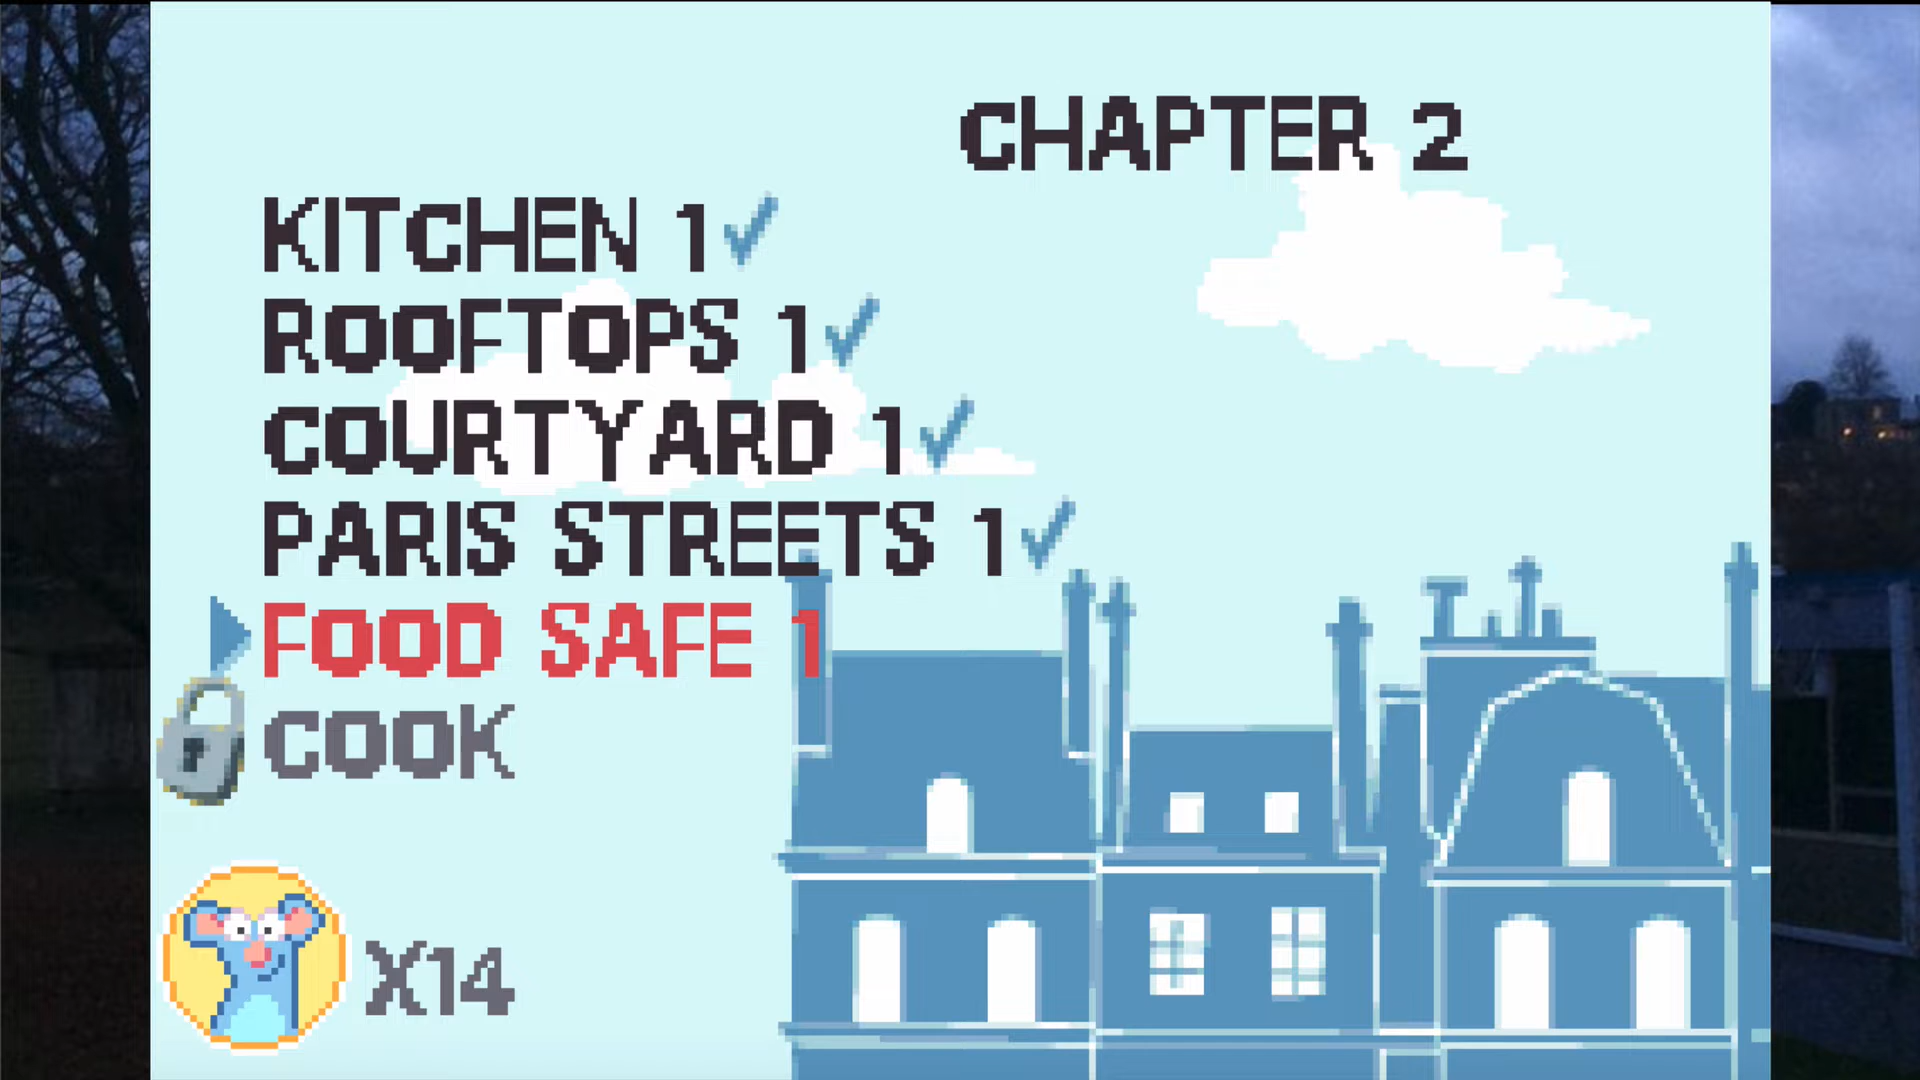 CHAPTER 2
KITCHEN 1
ROOFTOPS 1
COURTYARD 1
PARIS STREETS 1
FOOD SAFE 1
COOK
X14